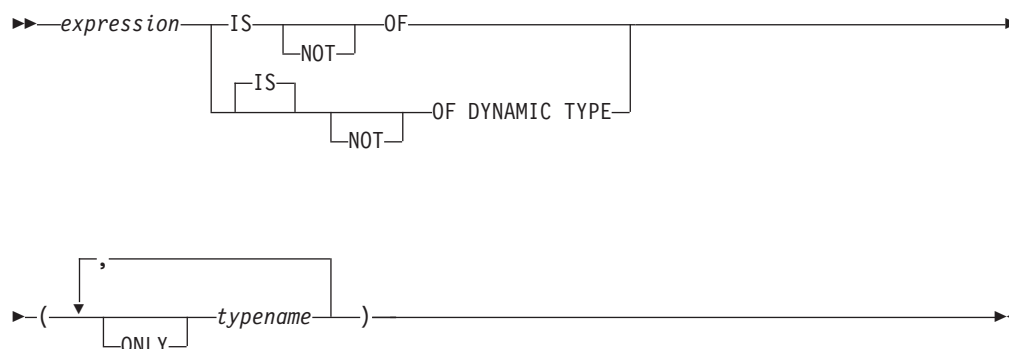 expression IS OF
NOT
IS
OF DYNAMIC TYPE
NOT
,
( typename )
ONLY